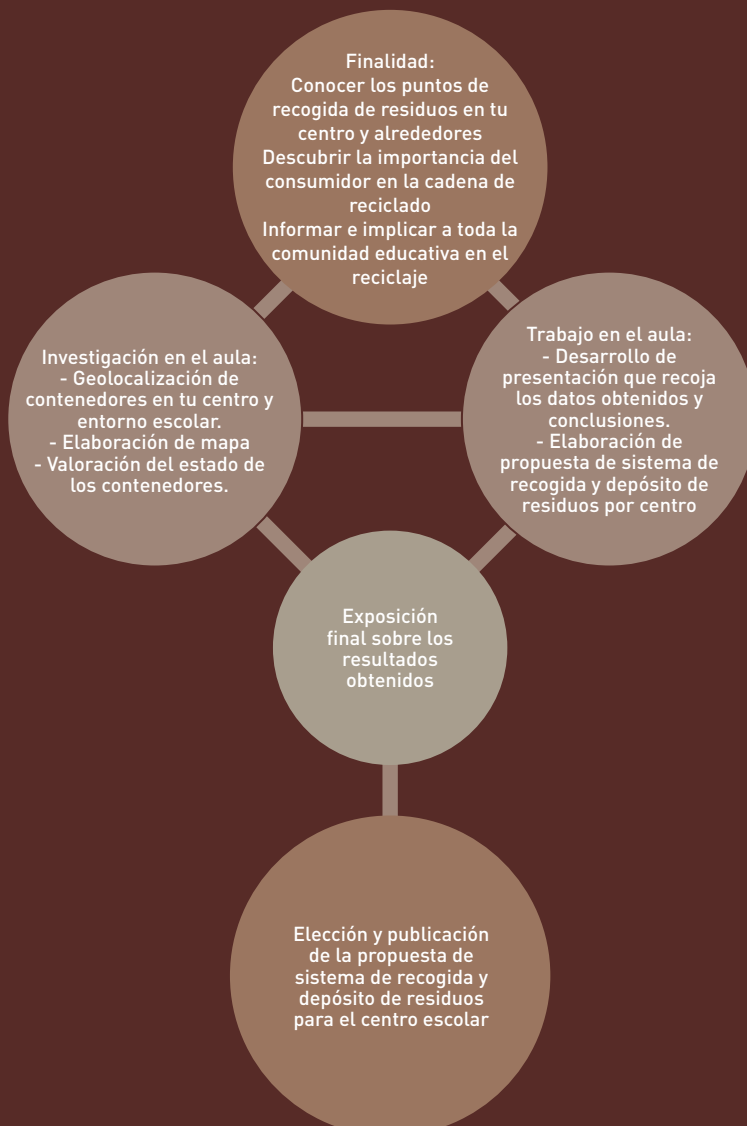 Finalidad:
Conocer los puntos de
recogida de residuos en tu
centro y alrededores
Descubrir la importancia del
consumidor en la cadena de
reciclado
Informar e implicar a toda la
comunidad educativa en el
reciclaje
Investigación en el aula:
- Geolocalización de
contenedores en tu centro y
entorno escolar.
- Elaboración de mapa
- Valoración del estado de
los contenedores.
Trabajo en el aula:
- Desarrollo de
presentación que recoja
los datos obtenidos y
conclusiones.
- Elaboración de
propuesta de sistema de
recogida y depósito de
residuos por centro
Exposición
final sobre los
resultados
obtenidos
Elección y publicación
de la propuesta de
sistema de recogida y
depósito de residuos
para el centro escolar